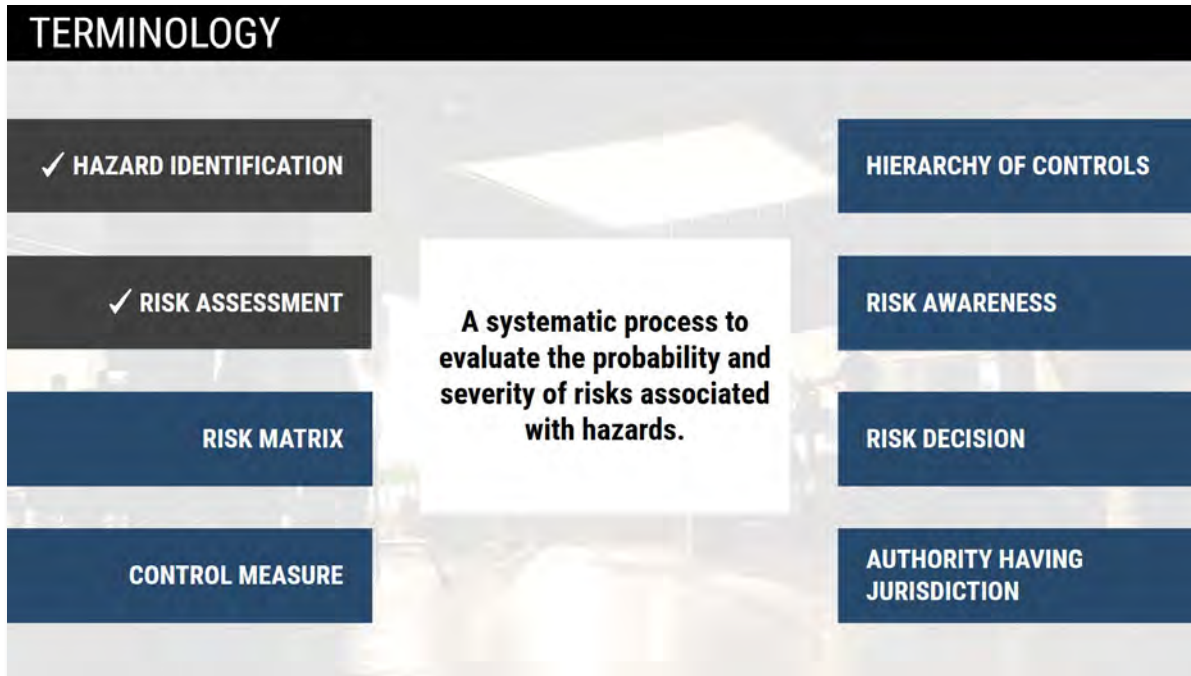 TERMINOLOGY
✓ HAZARD IDENTIFICATION
✓ RISK ASSESSMENT
RISK MATRIX
CONTROL MEASURE
A systematic process to
evaluate the probability and
severity of risks associated
with hazards.
HIERARCHY OF CONTROLS
RISK AWARENESS
RISK DECISION
AUTHORITY HAVING
JURISDICTION